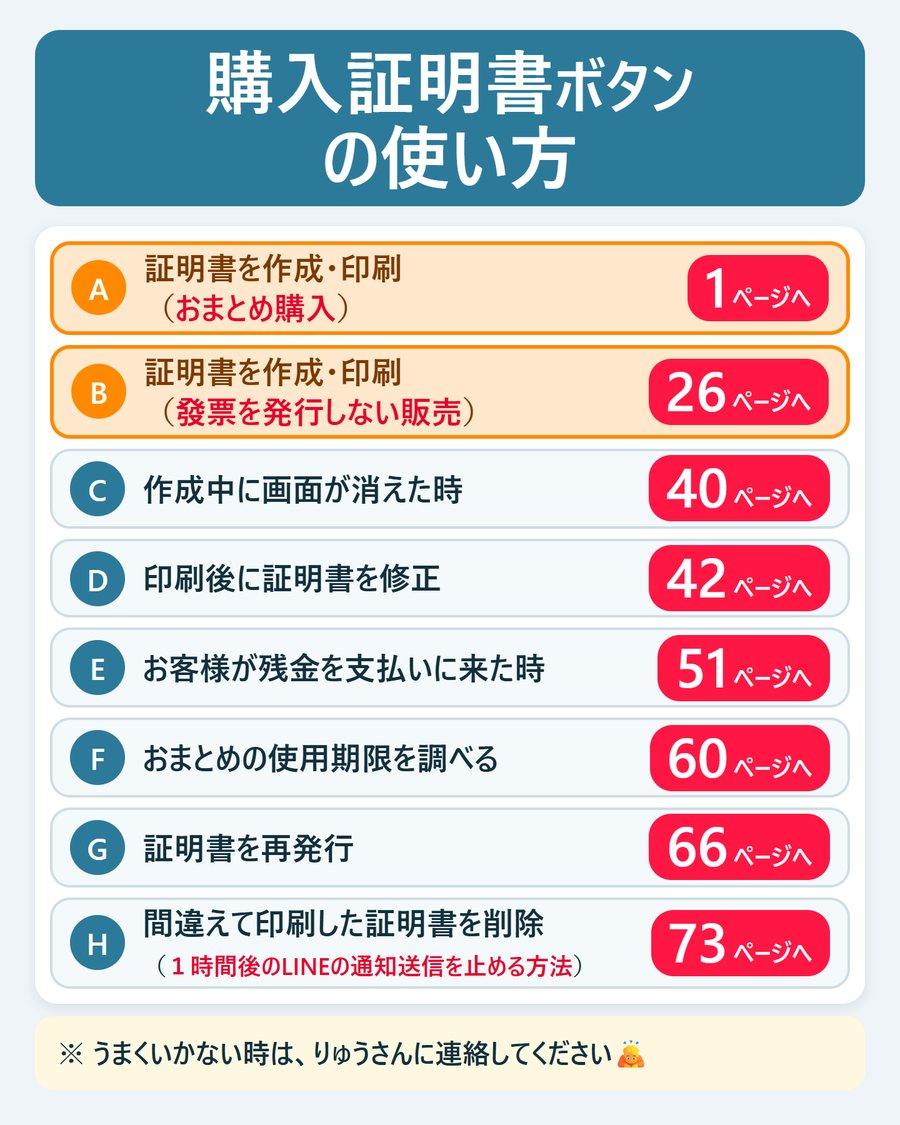 購入証明書ボタン
の使い方
A 証明書を作成・印刷
（おまとめ購入）
1ページへ
B 証明書を作成・印刷
（發票を発行しない販売）
26ページへ
C 作成中に画面が消えた時 40ページへ
D 印刷後に証明書を修正 42ページへ
E お客様が残金を支払いに来た時 51ページへ
F おまとめの使用期限を調べる 60ページへ
G 証明書を再発行 66ページへ
H 間違えて印刷した証明書を削除
（１時間後のLINEの通知送信を止める方法）
73ページへ
※ うまくいかない時は、りゅうさんに連絡してください🙇